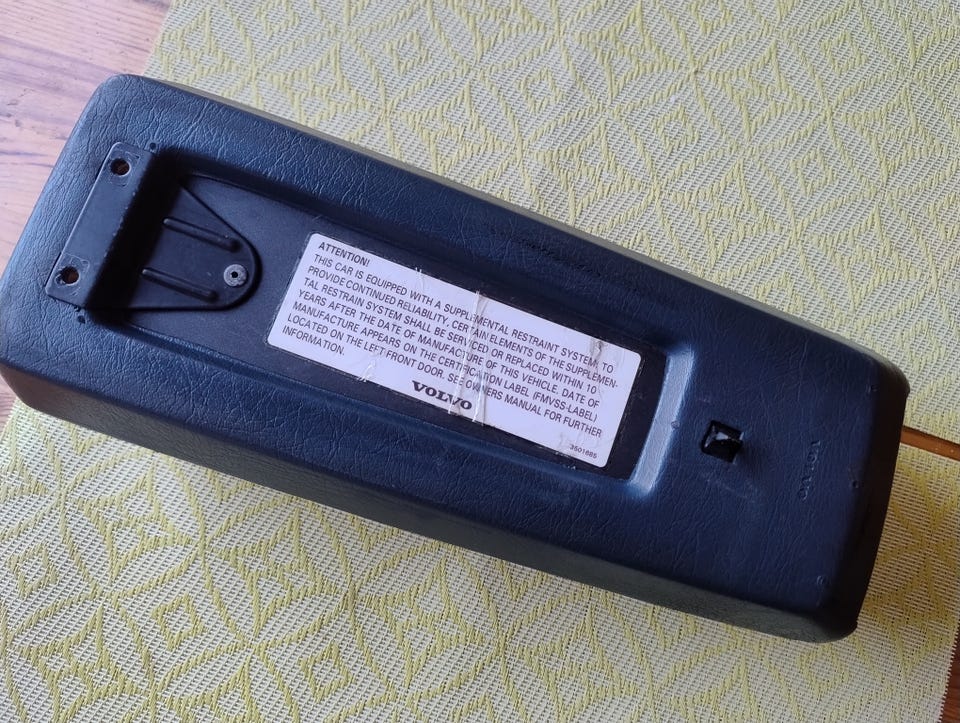 ATTENTION!
THIS CAR IS EQUIPPED WITH A SUPPLEMENTAL RESTRAINT SYSTEM. TO
PROVIDE CONTINUED RELIABILITY, CERTAIN ELEMENTS OF THE SUPPLEMEN-
TAL RESTRAIN SYSTEM SHALL BE SERVICED OR REPLACED WITHIN 10
YEARS AFTER THE DATE OF MANUFACTURE OF THIS VEHICLE. DATE OF
MANUFACTURE APPEARS ON THE CERTIFICATION LABEL (FMVSS-LABEL)
LOCATED ON THE LEFT FRONT DOOR. SEE OWNERS MANUAL FOR FURTHER
INFORMATION.
VOLVO
3501685
VOLVO